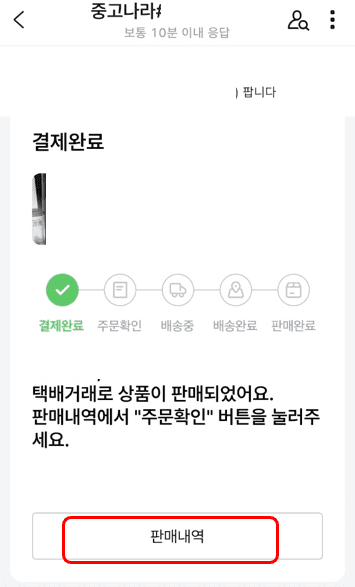 중고나라
보통 10분 이내 응답
) 팝니다
결제완료
결제완료 주문확인 배송중 배송완료 판매완료
택배거래로 상품이 판매되었어요.
판매내역에서 "주문확인" 버튼을 눌러주
세요.
판매내역